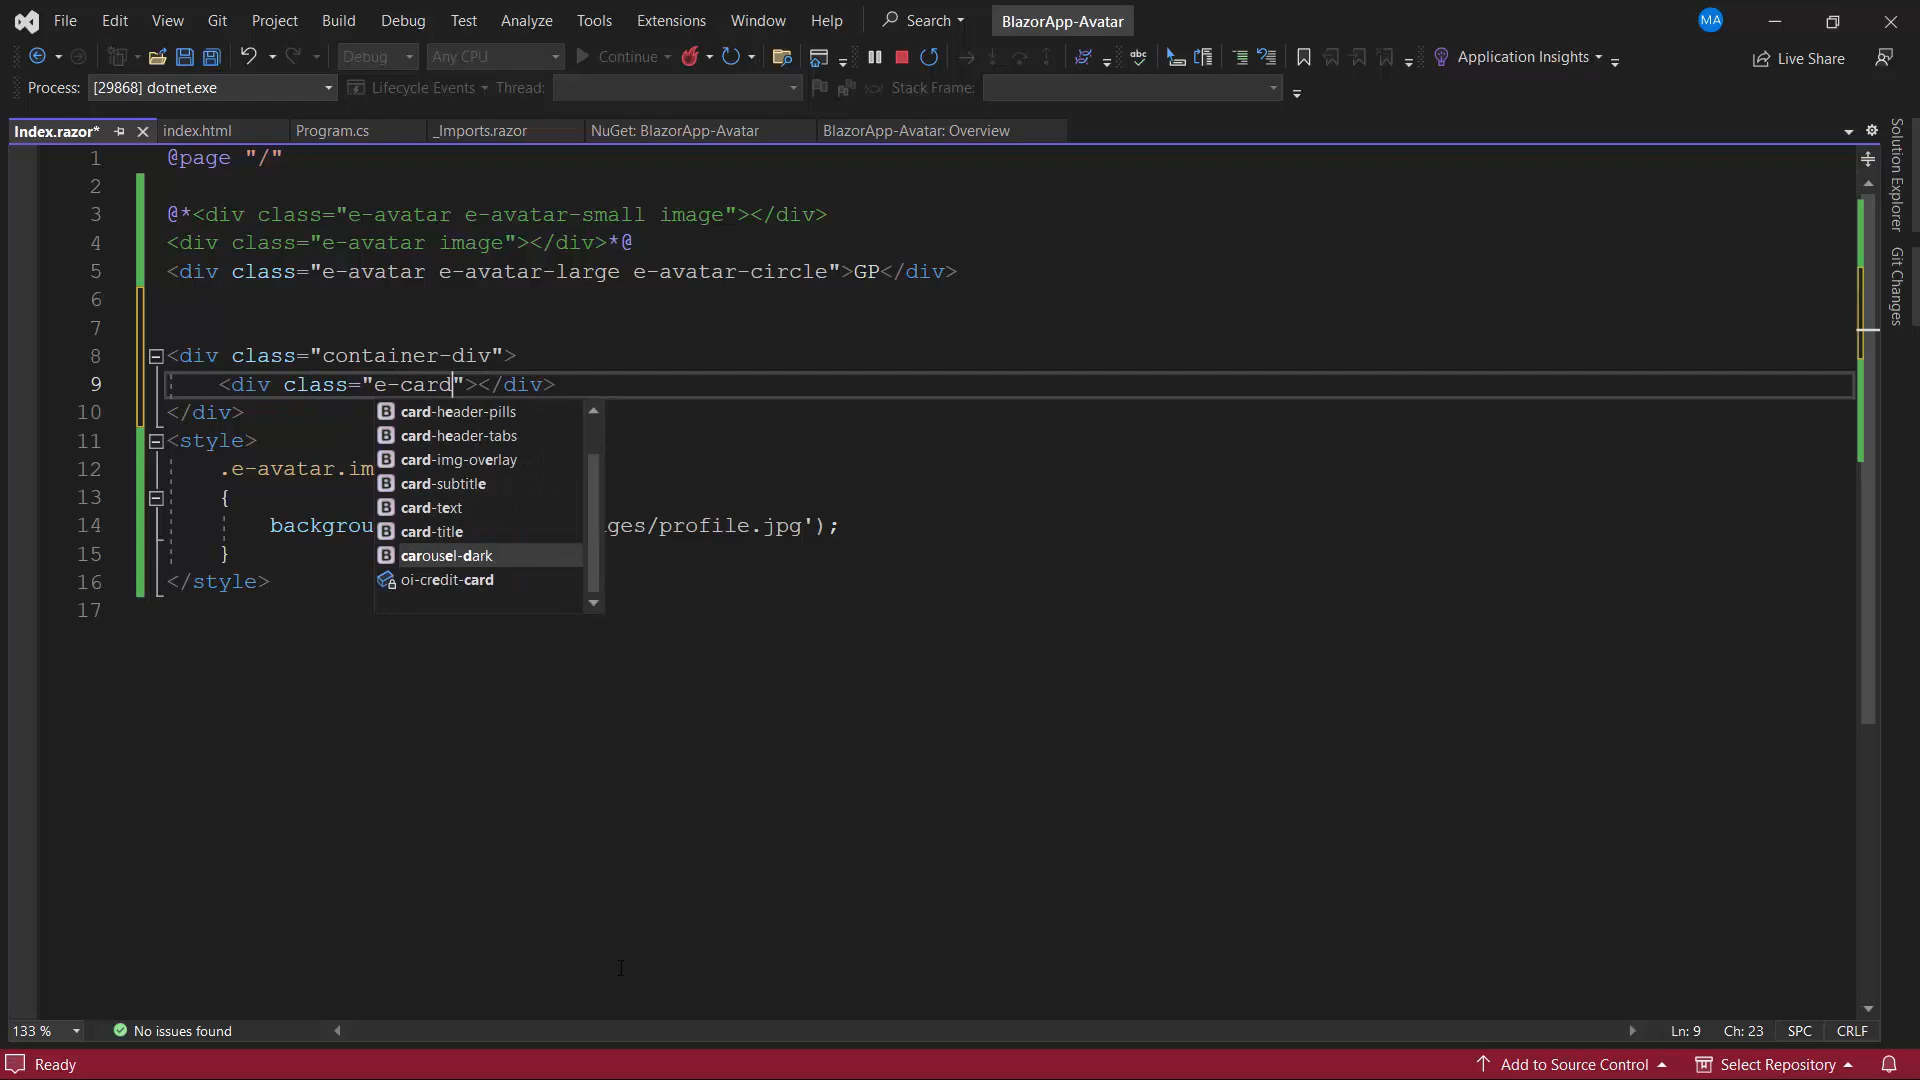 File Edit View Git Project Build Debug Test Analyze Tools Extensions Window Help Search BlazorApp-Avatar MA
Debug Any CPU Continue Application Insights Live Share
Process: [29868] dotnet.exe Lifecycle Events Thread: Stack Frame:
Index.razor* index.html Program.cs _Imports.razor NuGet: BlazorApp-Avatar BlazorApp-Avatar: Overview
1 @page "/"
2
3 @*<div class="e-avatar e-avatar-small image"></div>
4 <div class="e-avatar image"></div>*@
5 <div class="e-avatar e-avatar-large e-avatar-circle">GP</div>
6
7
8 <div class="container-div">
9 <div class="e-card"></div>
10 </div>
card-header-pills
11 <style>
card-header-tabs
12 .e-avatar.im
card-img-overlay
card-subtitle
13 {
card-text
14 backgrou ges/profile.jpg');
card-title
15 }
carousel-dark
16 </style>
oi-credit-card
17
Solution Explorer
Git Changes
133 % No issues found Ln: 9 Ch: 23 SPC CRLF
Ready Add to Source Control Select Repository